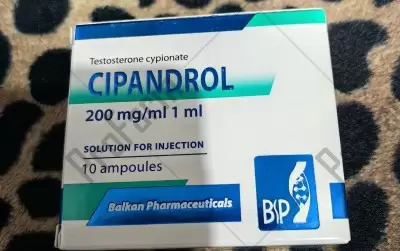 Testosterone cypionate
CIPANDROL
200 mg/ml 1 ml
SOLUTION FOR INJECTION
10 ampoules
Balkan Pharmaceuticals
BP